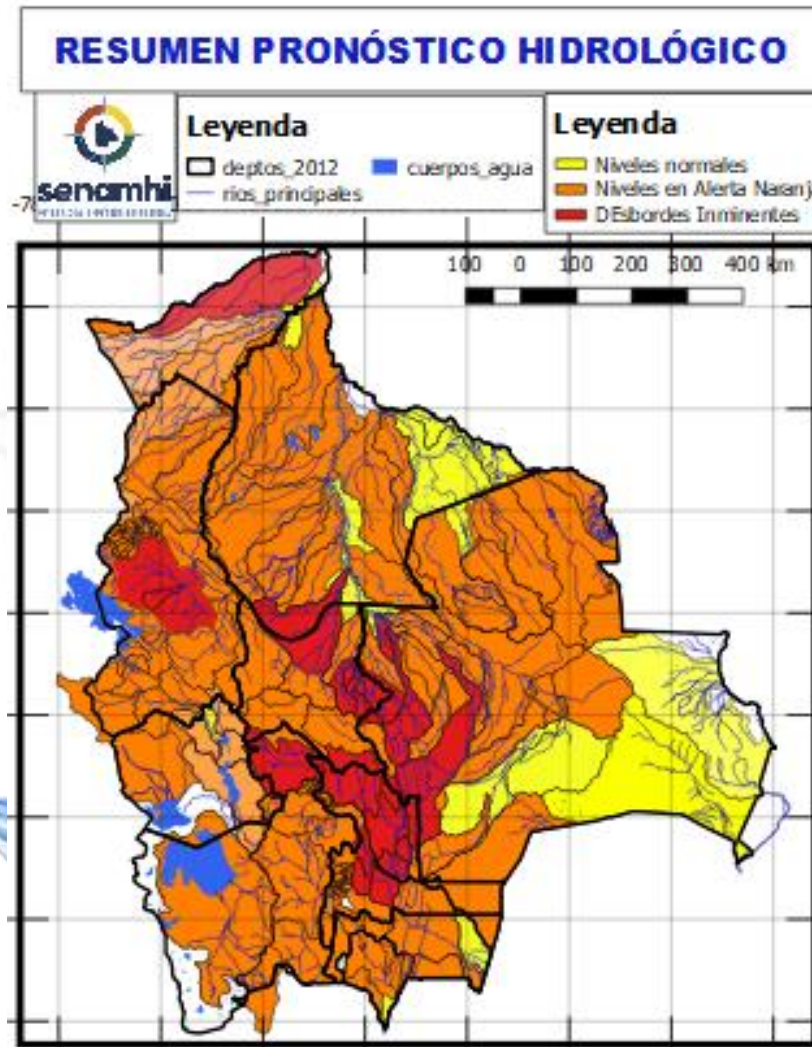 RESUMEN PRONÓSTICO HIDROLÓGICO
senamhi
Leyenda
deptos_2012
cuerpos_agua
rios_principales
Leyenda
Niveles normales
Niveles en Alerta Naranj
DEsbordes Inminentes
100 0 100 200 300 400 km